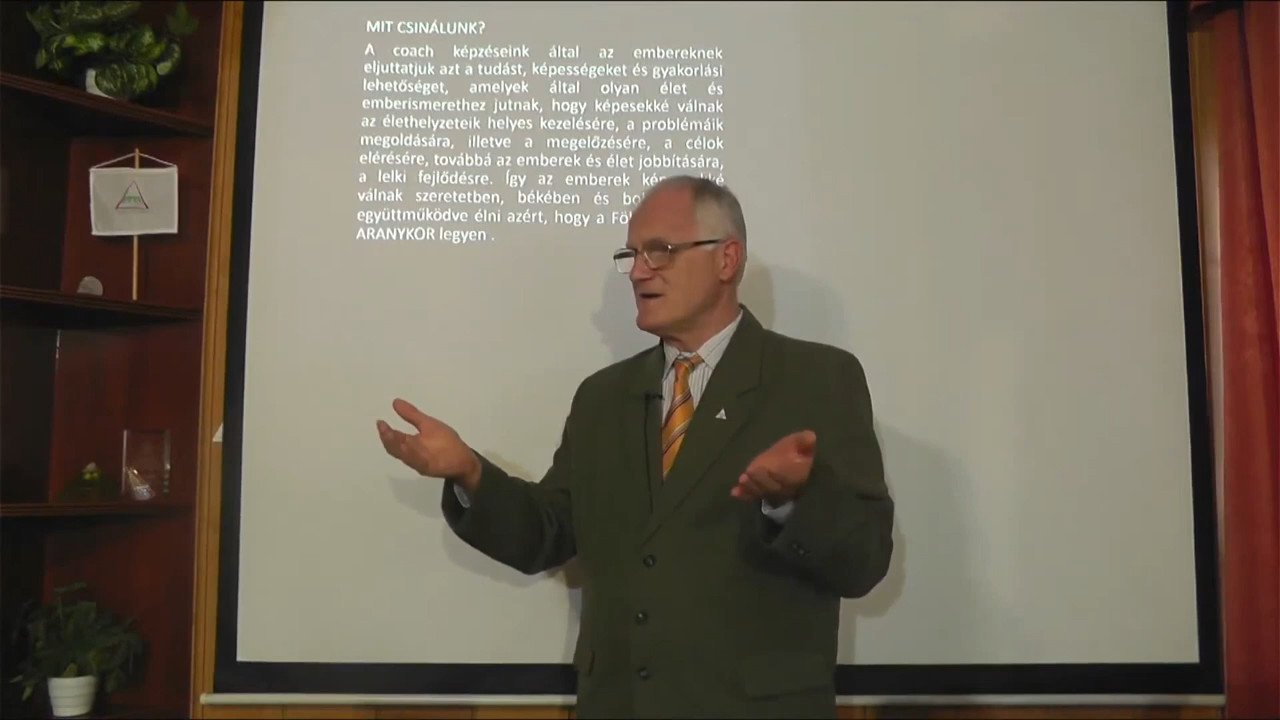 MIT CSINÁLUNK?
A coach képzéseink által az embereknek
eljuttatjuk azt a tudást, képességeket és gyakorlási
lehetőséget, amelyek által olyan élet és
emberismerethez jutnak, hogy képesekké válnak
az élethelyzeteik helyes kezelésére, a problémáik
megoldására, illetve a megelőzésére, a célok
elérésére, továbbá az emberek és élet jobbítására,
a lelki fejlődésre. Így az emberek
válnak szeretetben, békében és
együttműködve élni azért, hogy a
ARANYKOR legyen .